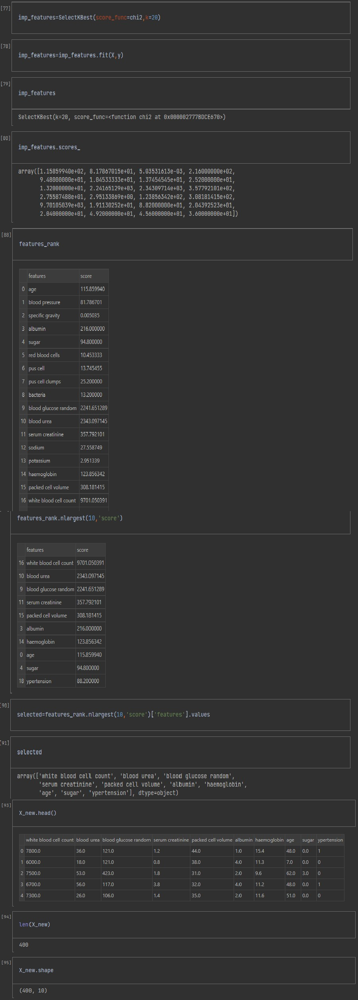 [77]
imp_features=SelectKBest(score_func=chi2,k=20)
[78]
imp_features=imp_features.fit(X,y)
[79]
imp_features
SelectKBest(k=20, score_func=<function chi2 at 0x000002777BDCE670>)
[80]
imp_features.scores_
array([1.15859940e+02, 8.17867015e+01, 5.03531613e-03, 2.16000000e+02,
9.48000000e+01, 1.04533333e+01, 1.37454545e+01, 2.52000000e+01,
1.32000000e+01, 2.24165129e+03, 2.34309714e+03, 3.57792101e+02,
2.75587488e+01, 2.95133869e+00, 1.23856342e+02, 3.08181415e+02,
9.70105039e+03, 1.91130252e+01, 8.82000000e+01, 2.04392523e+01,
2.04000000e+01, 4.92000000e+01, 4.56000000e+01, 3.60000000e+01])
[88]
features_rank
features score
0 age 115.859940
1 blood pressure 81.786701
2 specific gravity 0.005035
3 albumin 216.000000
4 sugar 94.800000
5 red blood cells 10.453333
6 pus cell 13.745455
7 pus cell clumps 25.200000
8 bacteria 13.200000
9 blood glucose random 2241.651289
10 blood urea 2343.097145
11 serum creatinine 357.792101
12 sodium 27.558749
13 potassium 2.951339
14 haemoglobin 123.856342
15 packed cell volume 308.181415
16 white blood cell count 9701.050391
features_rank.nlargest(10,'score')
features score
16 white blood cell count 9701.050391
10 blood urea 2343.097145
9 blood glucose random 2241.651289
11 serum creatinine 357.792101
15 packed cell volume 308.181415
3 albumin 216.000000
14 haemoglobin 123.856342
0 age 115.859940
4 sugar 94.800000
18 ypertension 88.200000
[90]
selected=features_rank.nlargest(10,'score')['features'].values
[91]
selected
array(['white blood cell count', 'blood urea', 'blood glucose random',
'serum creatinine', 'packed cell volume', 'albumin', 'haemoglobin',
'age', 'sugar', 'ypertension'], dtype=object)
[93]
X_new.head()
white blood cell count blood urea blood glucose random serum creatinine packed cell volume albumin haemoglobin age sugar ypertension
0 7800.0 36.0 121.0 1.2 44.0 1.0 15.4 48.0 0.0 1
1 6000.0 18.0 121.0 0.8 38.0 4.0 11.3 7.0 0.0 0
2 7500.0 53.0 423.0 1.8 31.0 2.0 9.6 62.0 3.0 0
3 6700.0 56.0 117.0 3.8 32.0 4.0 11.2 48.0 0.0 1
4 7300.0 26.0 106.0 1.4 35.0 2.0 11.6 51.0 0.0 0
[94]
len(X_new)
400
[95]
X_new.shape
(400, 10)